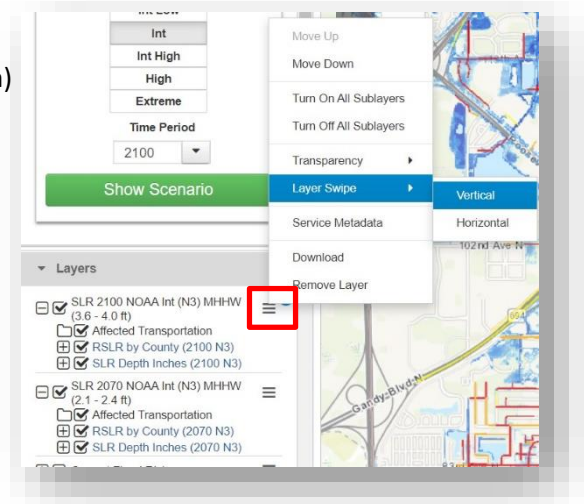 Int Low
Int
Int High
High
Extreme
Time Period
2100
Show Scenario
Move Up
Move Down
Turn On All Sublayers
Turn Off All Sublayers
Transparency
Layer Swipe
Vertical
Horizontal
Service Metadata
Download
Remove Layer
Layers
SLR 2100 NOAA Int (N3) MHHW
(3.6 - 4.0 ft)
Affected Transportation
RSLR by County (2100 N3)
SLR Depth Inches (2100 N3)
SLR 2070 NOAA Int (N3) MHHW
(2.1 - 2.4 ft)
Affected Transportation
RSLR by County (2070 N3)
SLR Depth Inches (2070 N3)
102nd Ave N
Gandy-Blvd-N
694